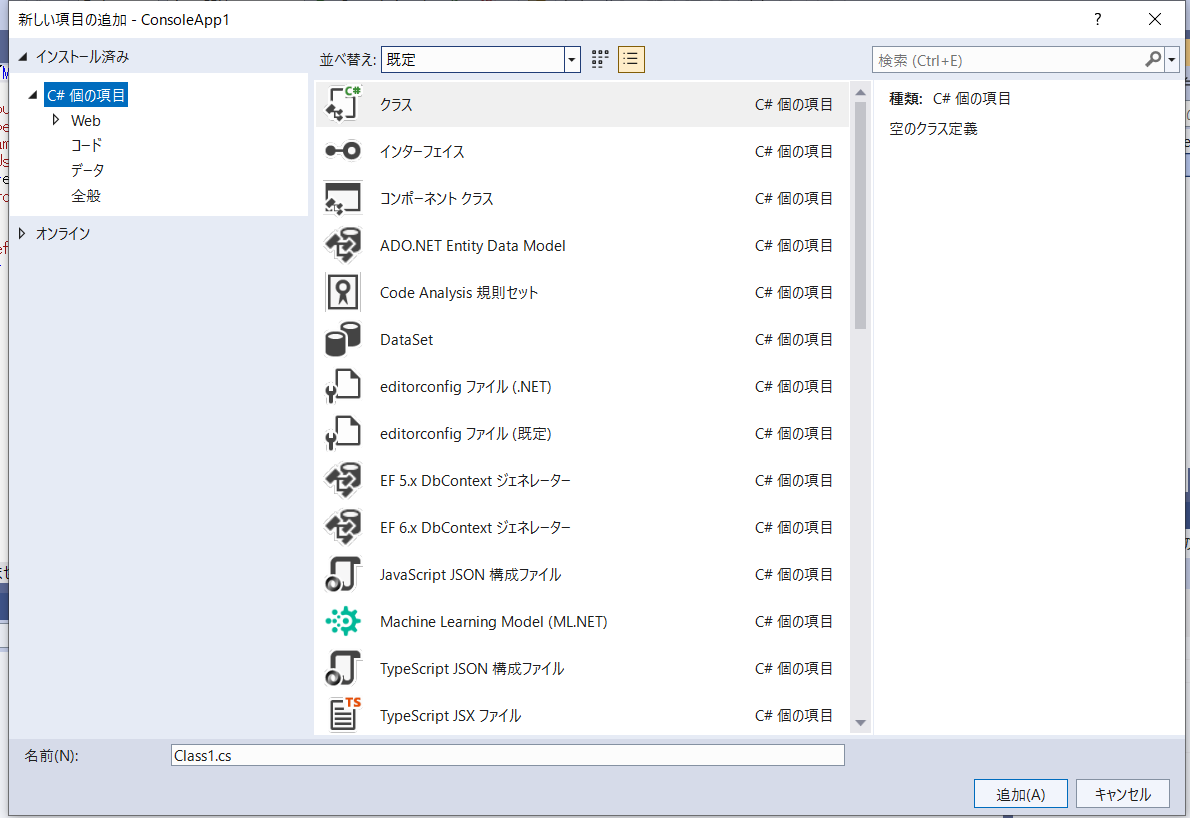 新しい項目の追加 - ConsoleApp1
?
インストール済み
並べ替え: 既定
検索 (Ctrl+E)
C# 個の項目
Web
コード
データ
全般
オンライン
クラス C# 個の項目
インターフェイス C# 個の項目
コンポーネント クラス C# 個の項目
ADO.NET Entity Data Model C# 個の項目
Code Analysis 規則セット C# 個の項目
DataSet C# 個の項目
editorconfig ファイル (.NET) C# 個の項目
editorconfig ファイル (既定) C# 個の項目
EF 5.x DbContext ジェネレーター C# 個の項目
EF 6.x DbContext ジェネレーター C# 個の項目
JavaScript JSON 構成ファイル C# 個の項目
Machine Learning Model (ML.NET) C# 個の項目
TypeScript JSON 構成ファイル C# 個の項目
TS
TypeScript JSX ファイル C# 個の項目
種類: C# 個の項目
空のクラス定義
名前(N): Class1.cs
追加(A) キャンセル